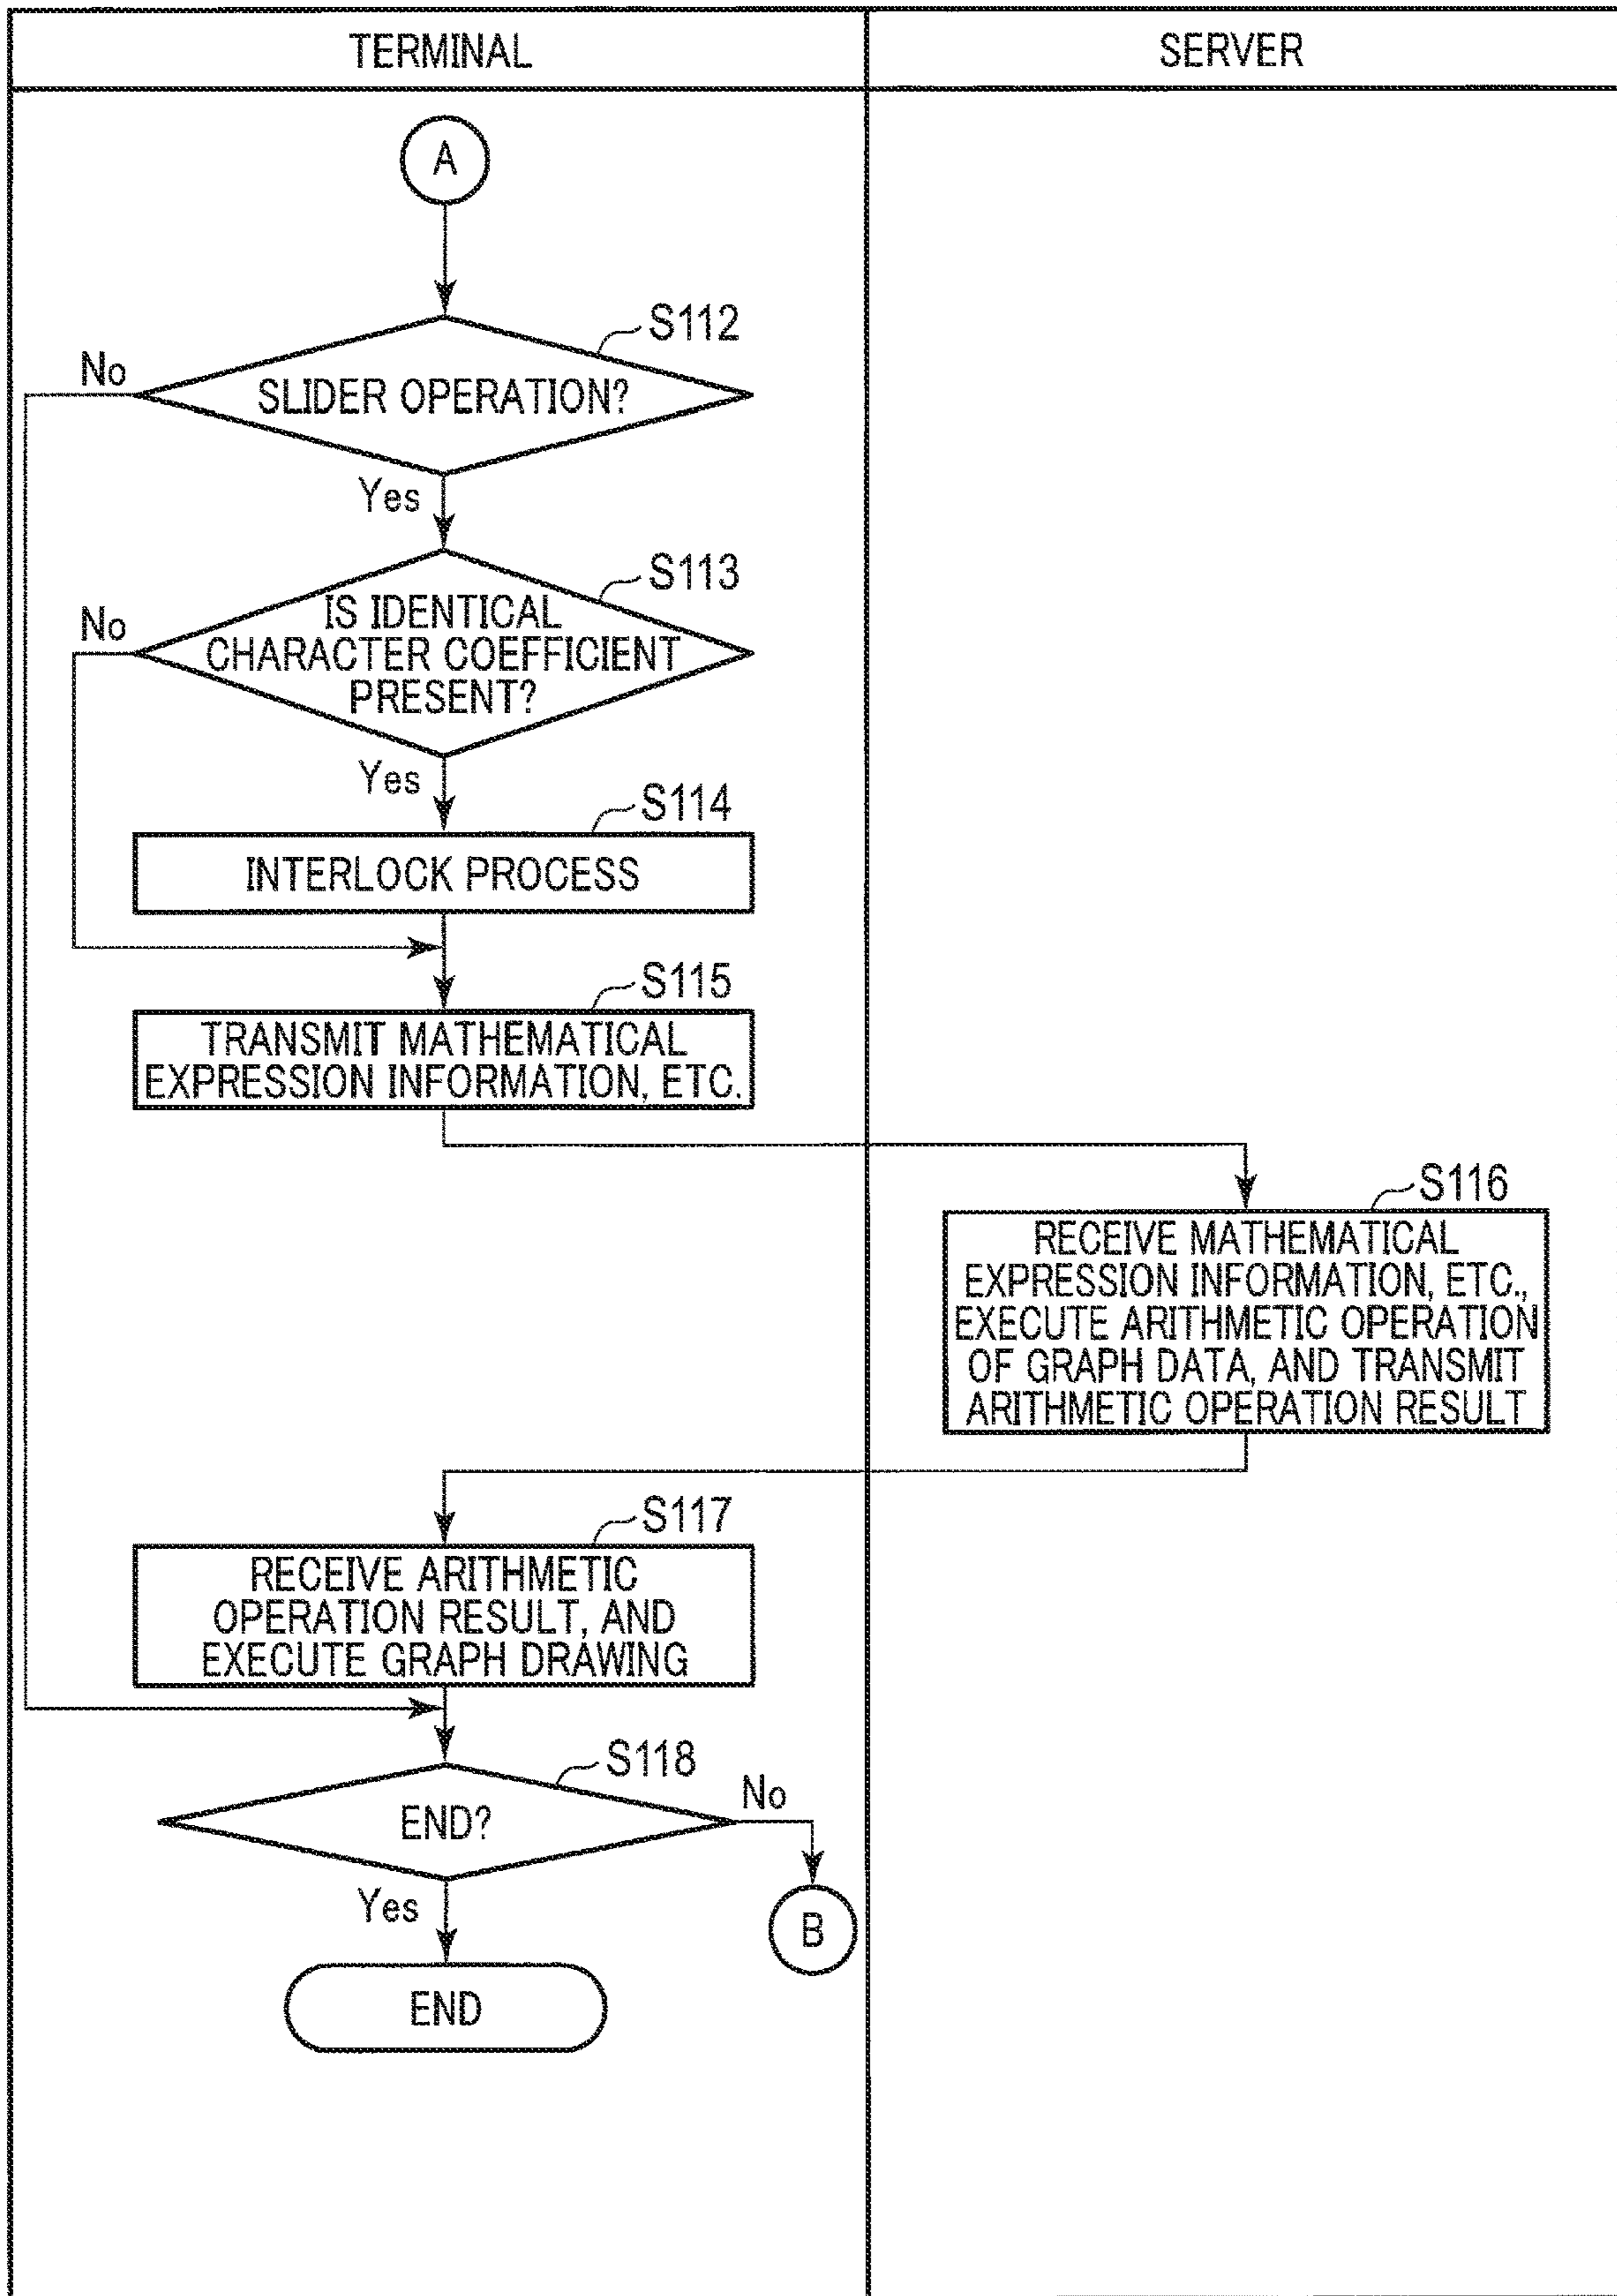 TERMINAL
SERVER
A
S112
No
SLIDER OPERATION?
Yes
S113
No
IS IDENTICAL
CHARACTER COEFFICIENT
PRESENT?
Yes
S114
INTERLOCK PROCESS
S115
TRANSMIT MATHEMATICAL
EXPRESSION INFORMATION, ETC.
S116
RECEIVE MATHEMATICAL
EXPRESSION INFORMATION, ETC.,
EXECUTE ARITHMETIC OPERATION
OF GRAPH DATA, AND TRANSMIT
ARITHMETIC OPERATION RESULT
S117
RECEIVE ARITHMETIC
OPERATION RESULT, AND
EXECUTE GRAPH DRAWING
S118
No
END?
Yes
B
END